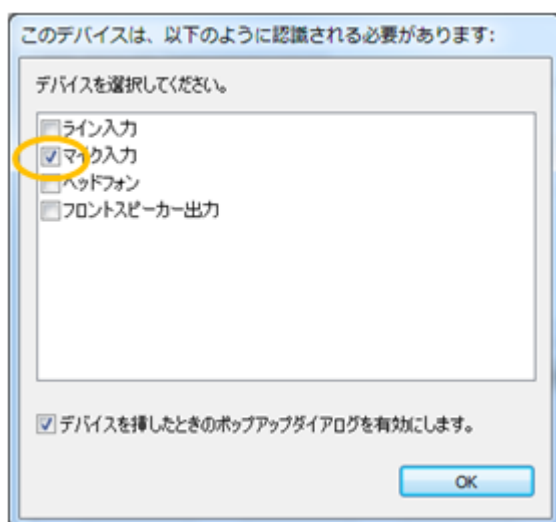 このデバイスは、以下のように認識される必要があります:
デバイスを選択してください。
ライン入力
マイク入力
ヘッドフォン
フロントスピーカー出力
デバイスを挿したときのポップアップダイアログを有効にします。
OK